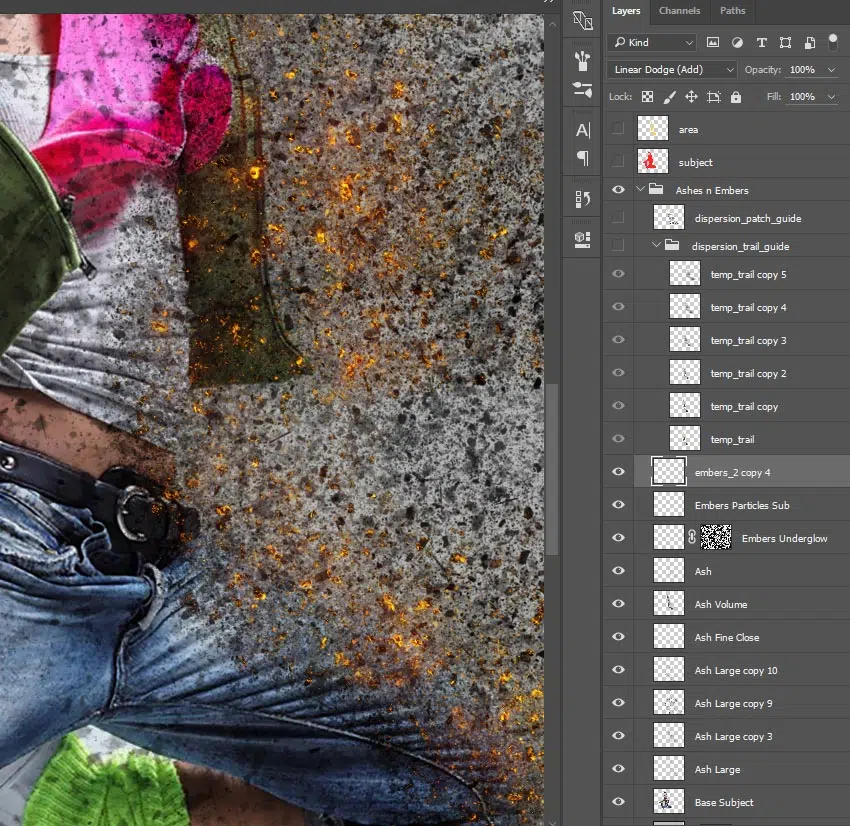 Layers Channels Paths
Kind
Linear Dodge (Add) Opacity: 100%
Lock: Fill: 100%
area
subject
Ashes n Embers
dispersion_patch_guide
dispersion_trail_guide
temp_trail copy 5
temp_trail copy 4
temp_trail copy 3
temp_trail copy 2
temp_trail copy
temp_trail
embers_2 copy 4
Embers Particles Sub
Embers Underglow
Ash
Ash Volume
Ash Fine Close
Ash Large copy 10
Ash Large copy 9
Ash Large copy 3
Ash Large
Base Subject